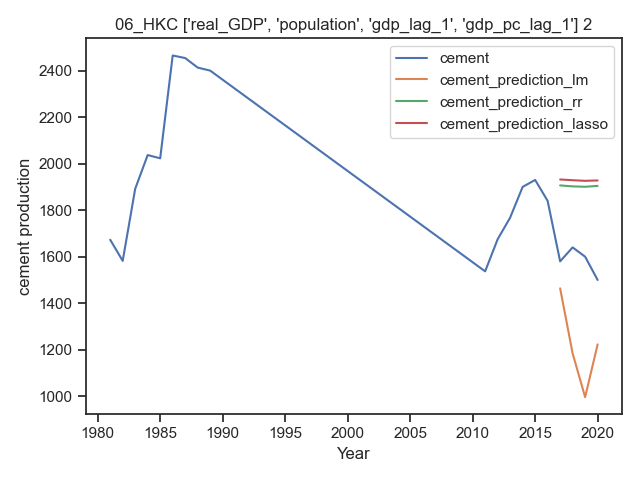 06_HKC ['real_GDP', 'population', 'gdp_lag_1', 'gdp_pc_lag_1'] 2
cement
cement_prediction_lm
cement_prediction_rr
cement_prediction_lasso
cement production
2400
2200
2000
1800
1600
1400
1200
1000
1980 1985 1990 1995 2000 2005 2010 2015 2020
Year